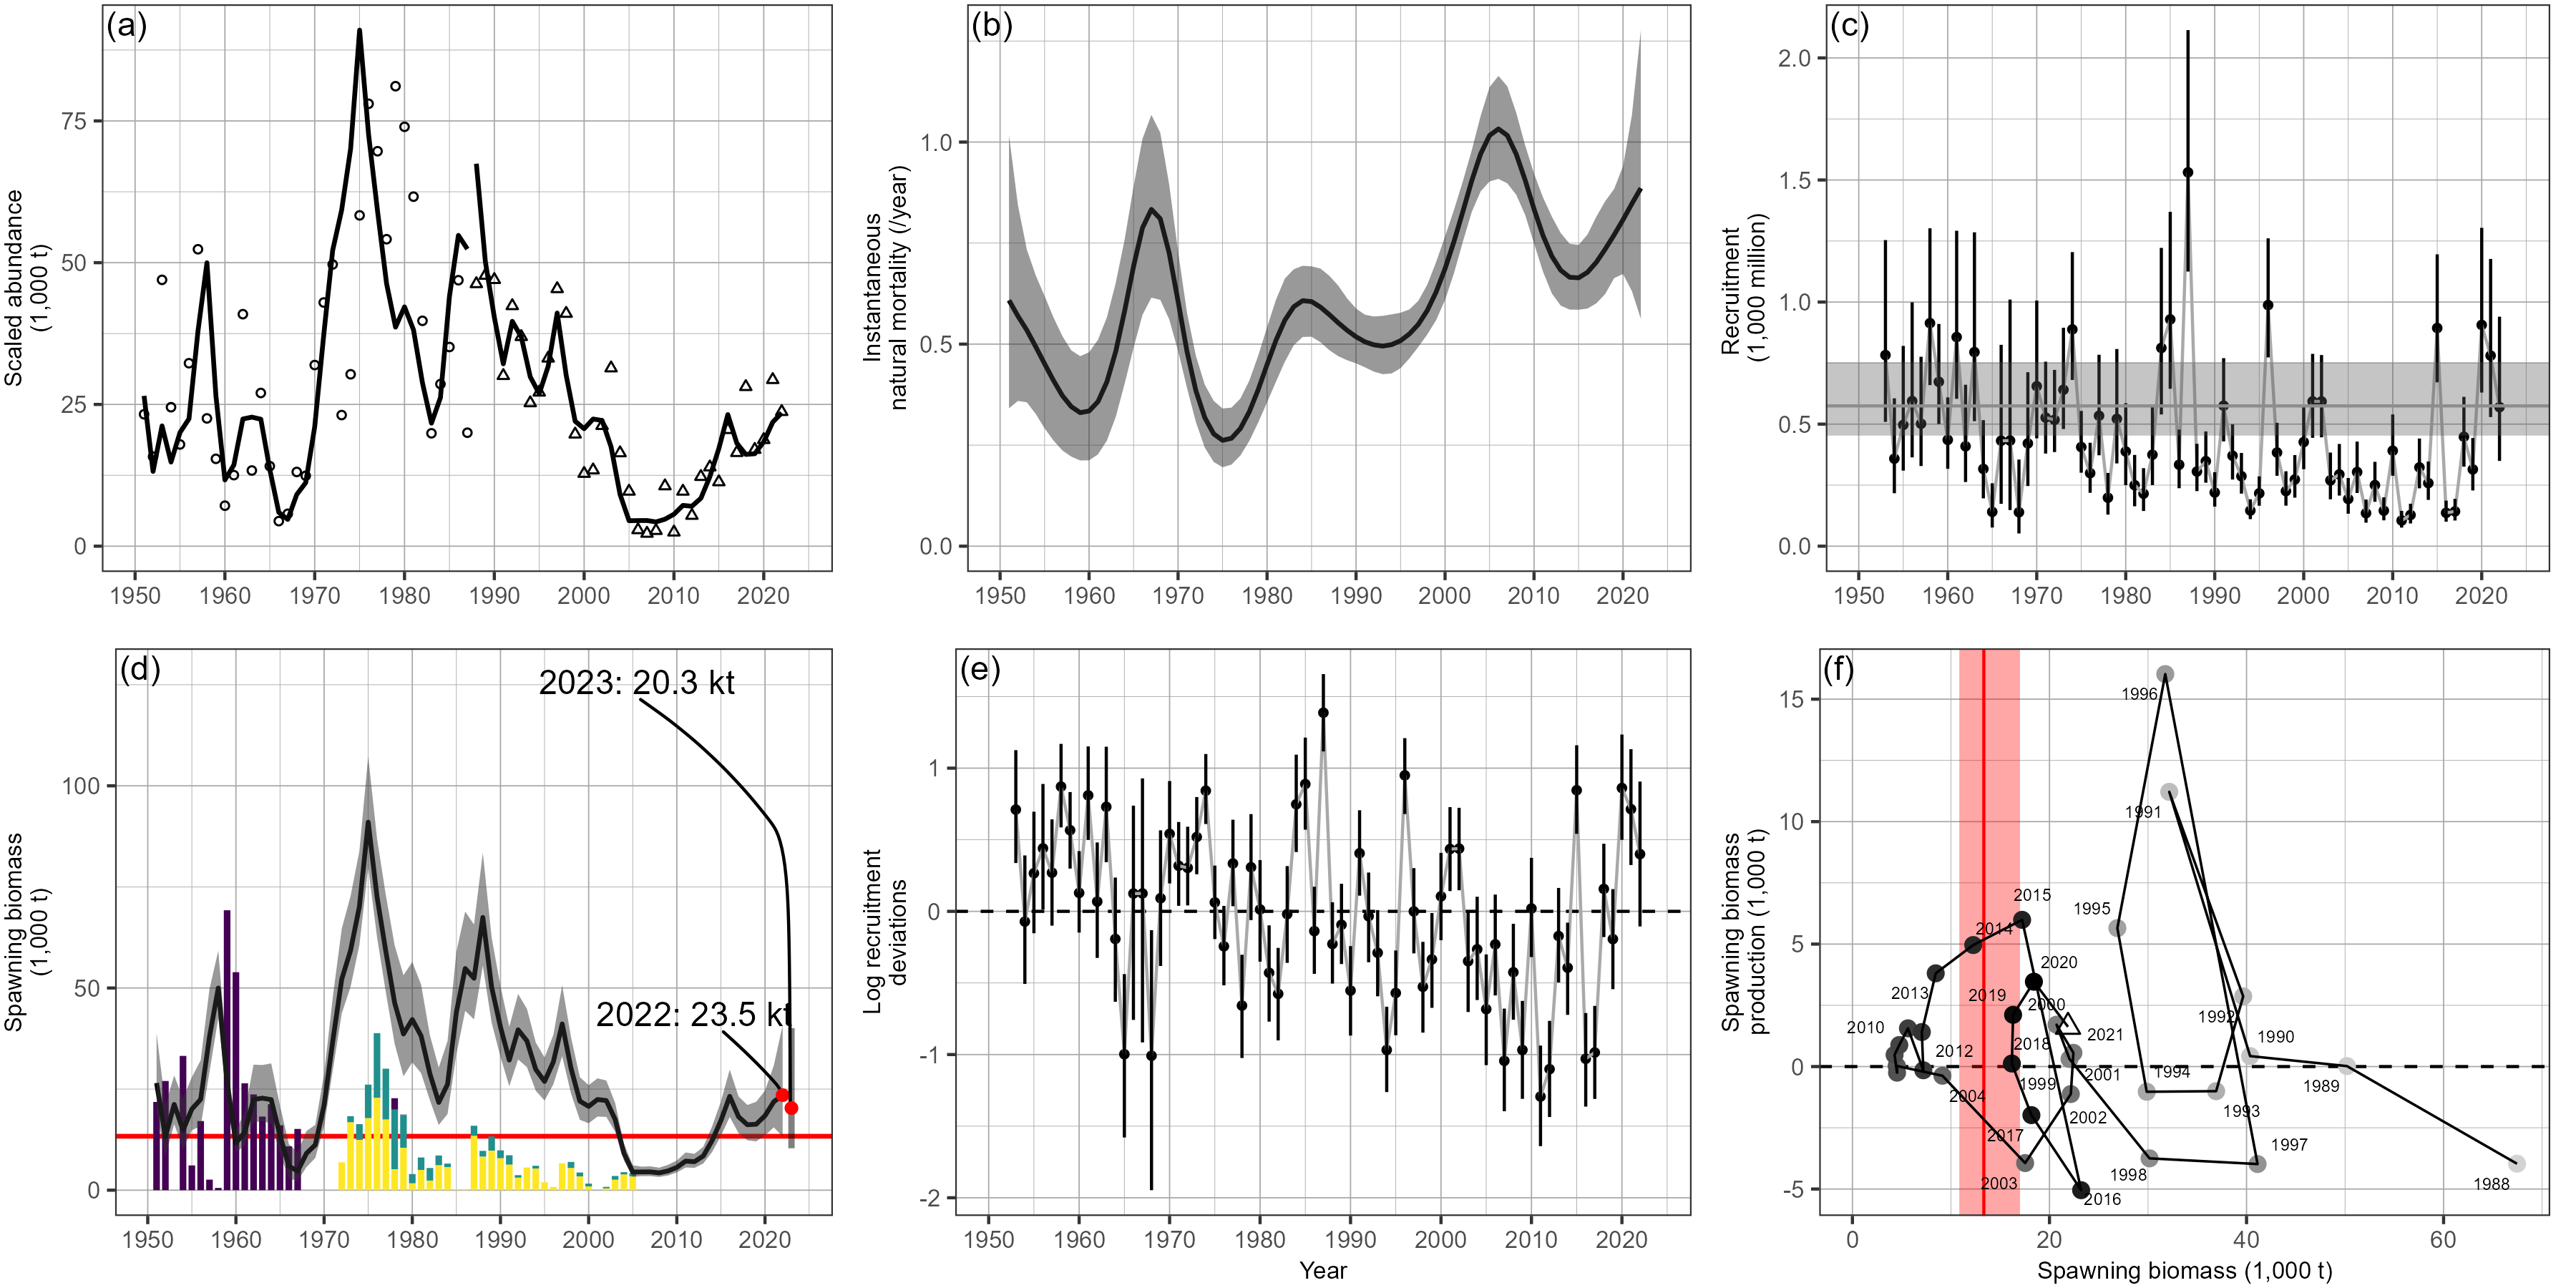 (a)
Scaled abundance
(1,000 t)
75
50
25
0
1950 1960 1970 1980 1990 2000 2010 2020
(b)
Instantaneous
natural mortality (/year)
1.0
0.5
0.0
1950 1960 1970 1980 1990 2000 2010 2020
(c)
Recruitment
(1,000 million)
2.0
1.5
1.0
0.5
0.0
1950 1960 1970 1980 1990 2000 2010 2020
(d)
Spawning biomass
(1,000 t)
100
50
0
2023: 20.3 kt
2022: 23.5 kt
1950 1960 1970 1980 1990 2000 2010 2020
(e)
Log recruitment
deviations
1
0
-1
-2
1950 1960 1970 1980 1990 2000 2010 2020
Year
(f)
Spawning biomass
production (1,000 t)
15
10
5
0
-5
1996
1991
2015
1995
2014
2020
2013
2019
2000
1992
2010
2021
1990
2018
2012
1994
2001
1999
1989
2004
1993
2002
2017
1997
1998
2003
1988
2016
0 20 40 60
Spawning biomass (1,000 t)